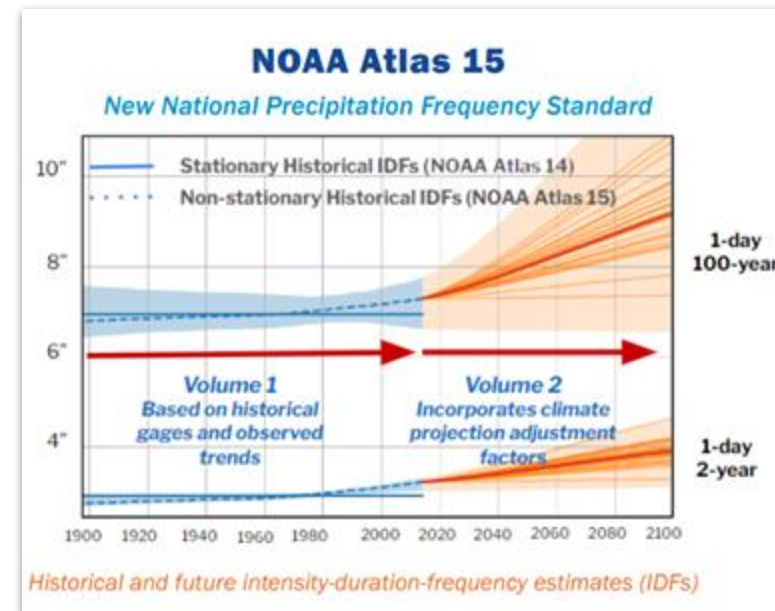 NOAA Atlas 15
New National Precipitation Frequency Standard
10"
8"
6"
4"
Stationary Historical IDFs (NOAA Atlas 14)
Non-stationary Historical IDFs (NOAA Atlas 15)
1-day
100-year
Volume 1
Based on historical
gages and observed
trends
Volume 2
Incorporates climate
projection adjustment
factors
1-day
2-year
1900 1920 1940 1960 1980 2000 2020 2040 2060 2080 2100
Historical and future intensity-duration-frequency estimates (IDFs)